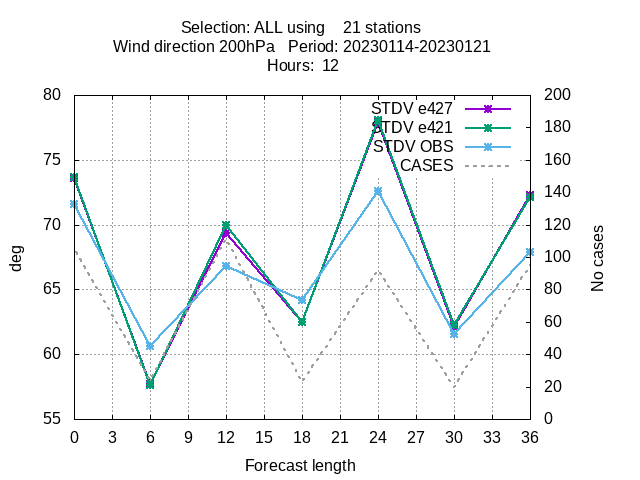 Selection: ALL using    21 stations
Wind direction 200hPa   Period: 20230114-20230121
Hours:  12
80
75
70
65
60
55
deg
200
180
160
140
120
100
80
60
40
20
0
No cases
STDV e427
STDV e421
STDV OBS
CASES
0 3 6 9 12 15 18 21 24 27 30 33 36
Forecast length